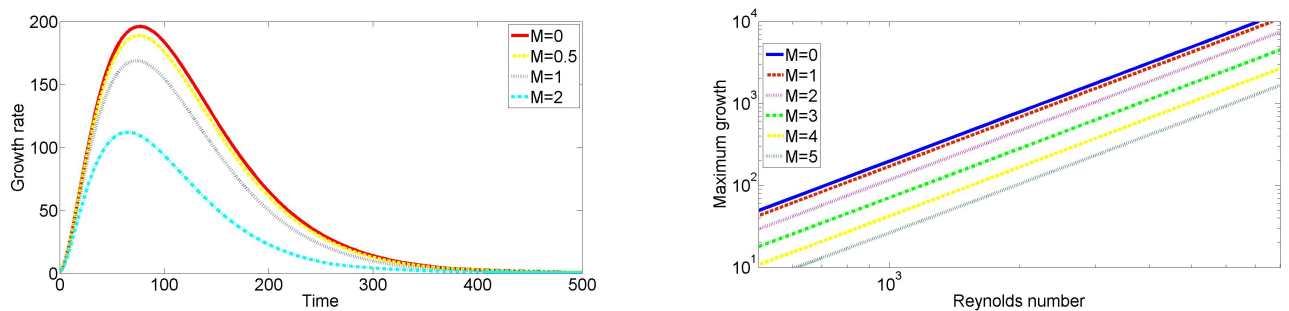 200
150
100
50
0
Growth rate
M=0
M=0.5
M=1
M=2
0 100 200 300 400 500
Time
10^4
10^3
10^2
10^1
Maximum growth
M=0
M=1
M=2
M=3
M=4
M=5
10^3
Reynolds number